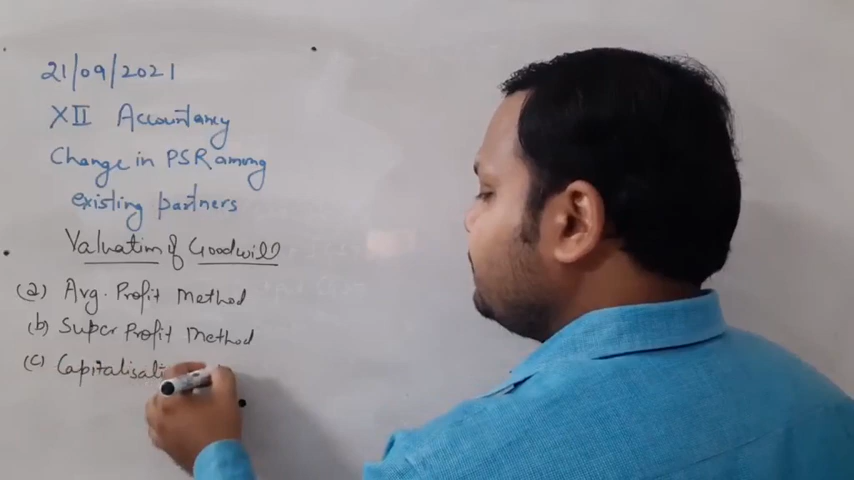 21/09/2021
XII Accountancy
Change in PSR among
existing partners
Valuation of Goodwill
(a) Avg. Profit Method
(b) Super Profit Method
(c) Capitalisati